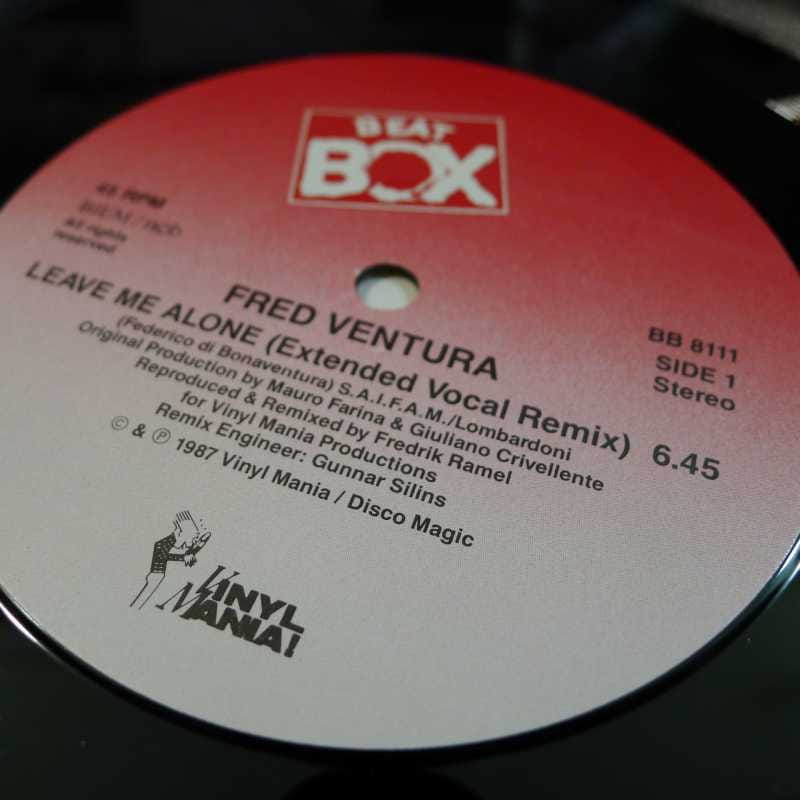 BEAT
BOX
45 RPM
BIEM / ncb
All rights
reserved
FRED VENTURA
LEAVE ME ALONE (Extended Vocal Remix) 6.45
(Federico di Bonaventura) S.A.I.F.A.M./Lombardoni
Original Production by Mauro Farina & Giuliano Crivellente
Reproduced & Remixed by Fredrik Ramel
for Vinyl Mania Productions
Remix Engineer: Gunnar Silins
© & ℗ 1987 Vinyl Mania / Disco Magic
BB 8111
SIDE 1
Stereo
VINYL
MANIA!